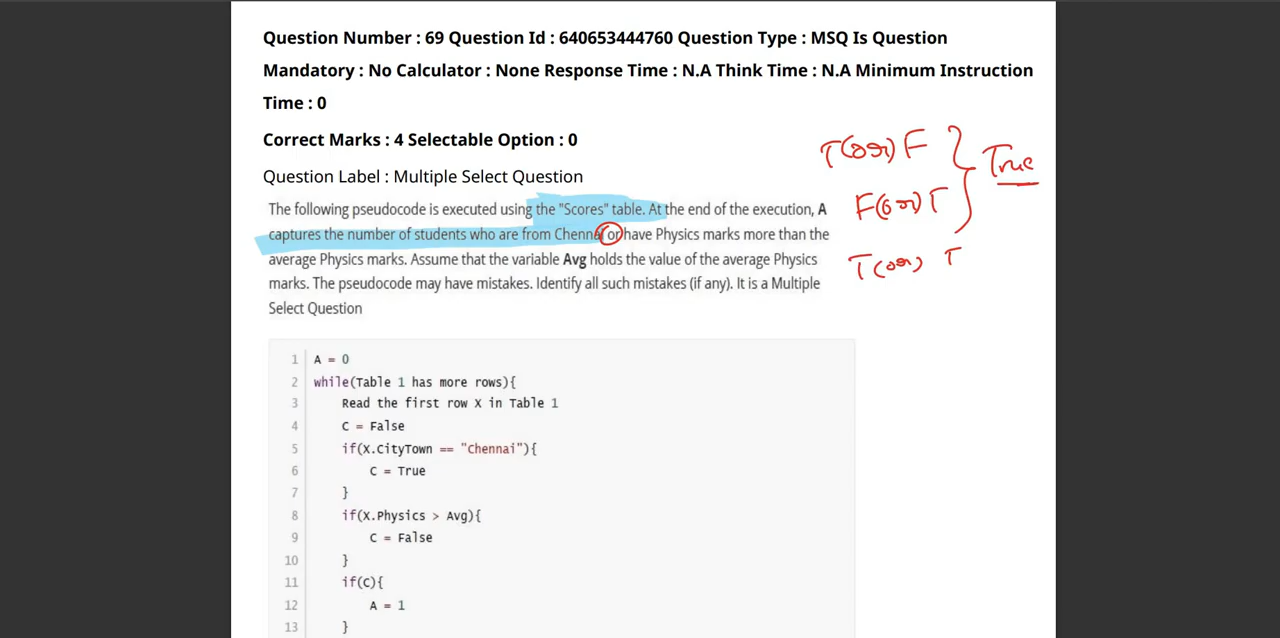 Question Number : 69 Question Id : 640653444760 Question Type : MSQ Is Question
Mandatory : No Calculator : None Response Time : N.A Think Time : N.A Minimum Instruction
Time : 0
Correct Marks : 4 Selectable Option : 0
Question Label : Multiple Select Question
T(or) F
F(or) T
T(or) T
True
The following pseudocode is executed using the "Scores" table. At the end of the execution, A
captures the number of students who are from Chennai or have Physics marks more than the
average Physics marks. Assume that the variable Avg holds the value of the average Physics
marks. The pseudocode may have mistakes. Identify all such mistakes (if any). It is a Multiple
Select Question
1 A = 0
2 while(Table 1 has more rows){
3 Read the first row X in Table 1
4 C = False
5 if(X.CityTown == "Chennai"){
6 C = True
7 }
8 if(X.Physics > Avg){
9 C = False
10 }
11 if(C){
12 A = 1
13 }